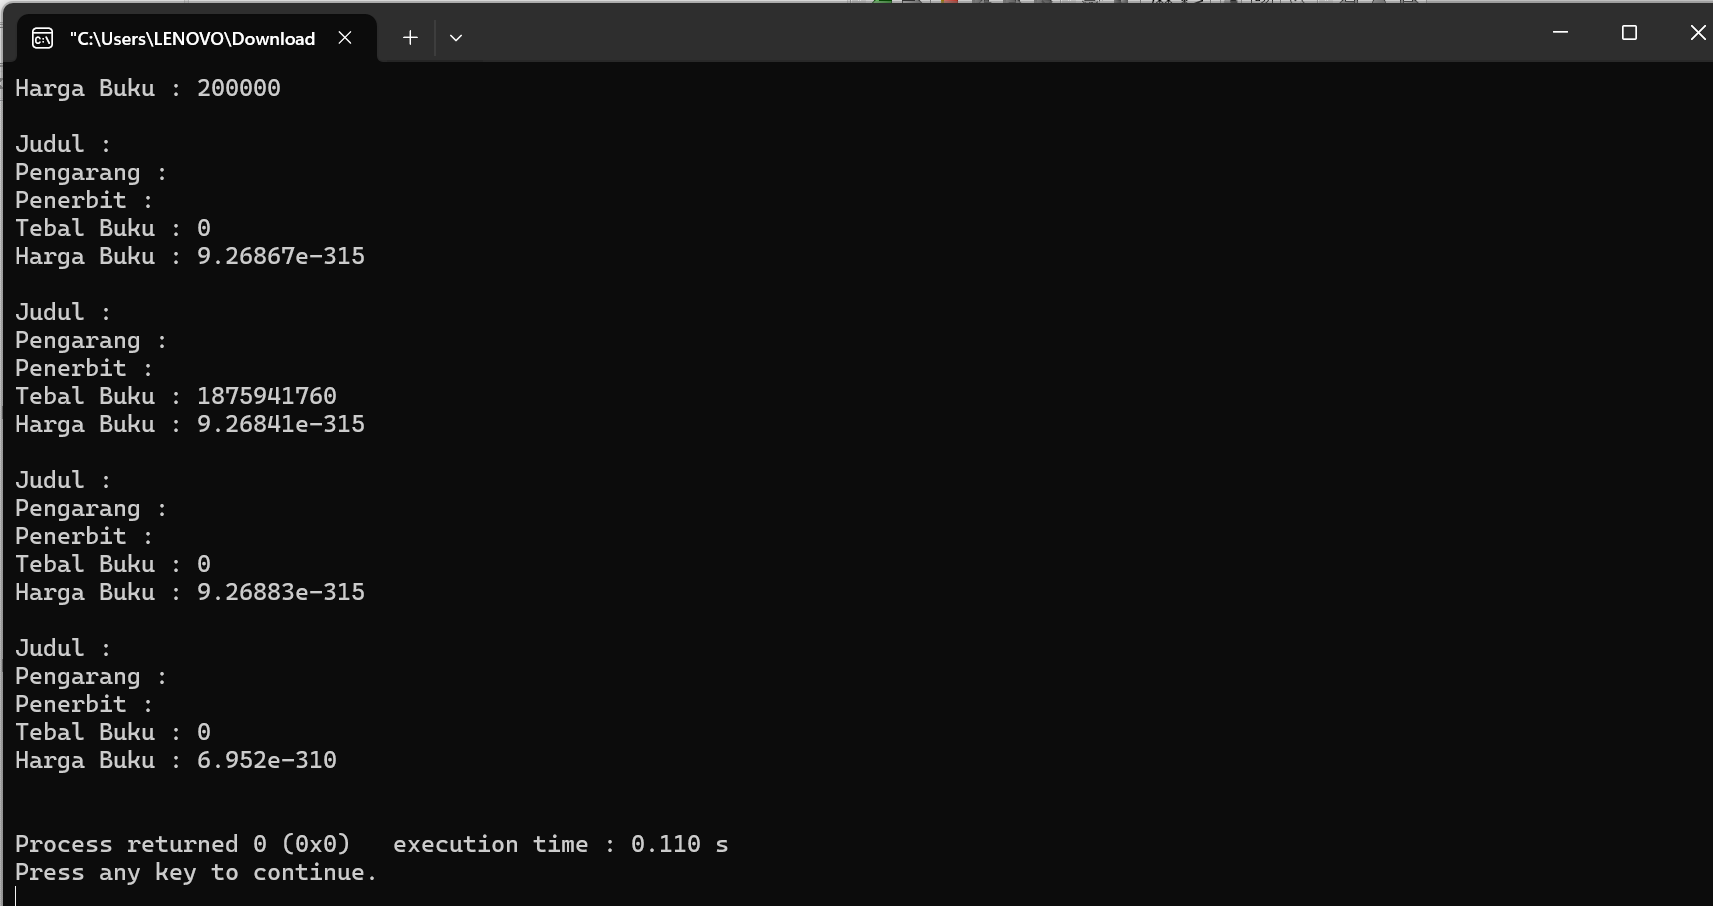 "C:\Users\LENOVO\Download
Harga Buku : 200000
Judul :
Pengarang :
Penerbit :
Tebal Buku : 0
Harga Buku : 9.26867e-315
Judul :
Pengarang :
Penerbit :
Tebal Buku : 1875941760
Harga Buku : 9.26841e-315
Judul :
Pengarang :
Penerbit :
Tebal Buku : 0
Harga Buku : 9.26883e-315
Judul :
Pengarang :
Penerbit :
Tebal Buku : 0
Harga Buku : 6.952e-310
Process returned 0 (0x0)   execution time : 0.110 s
Press any key to continue.